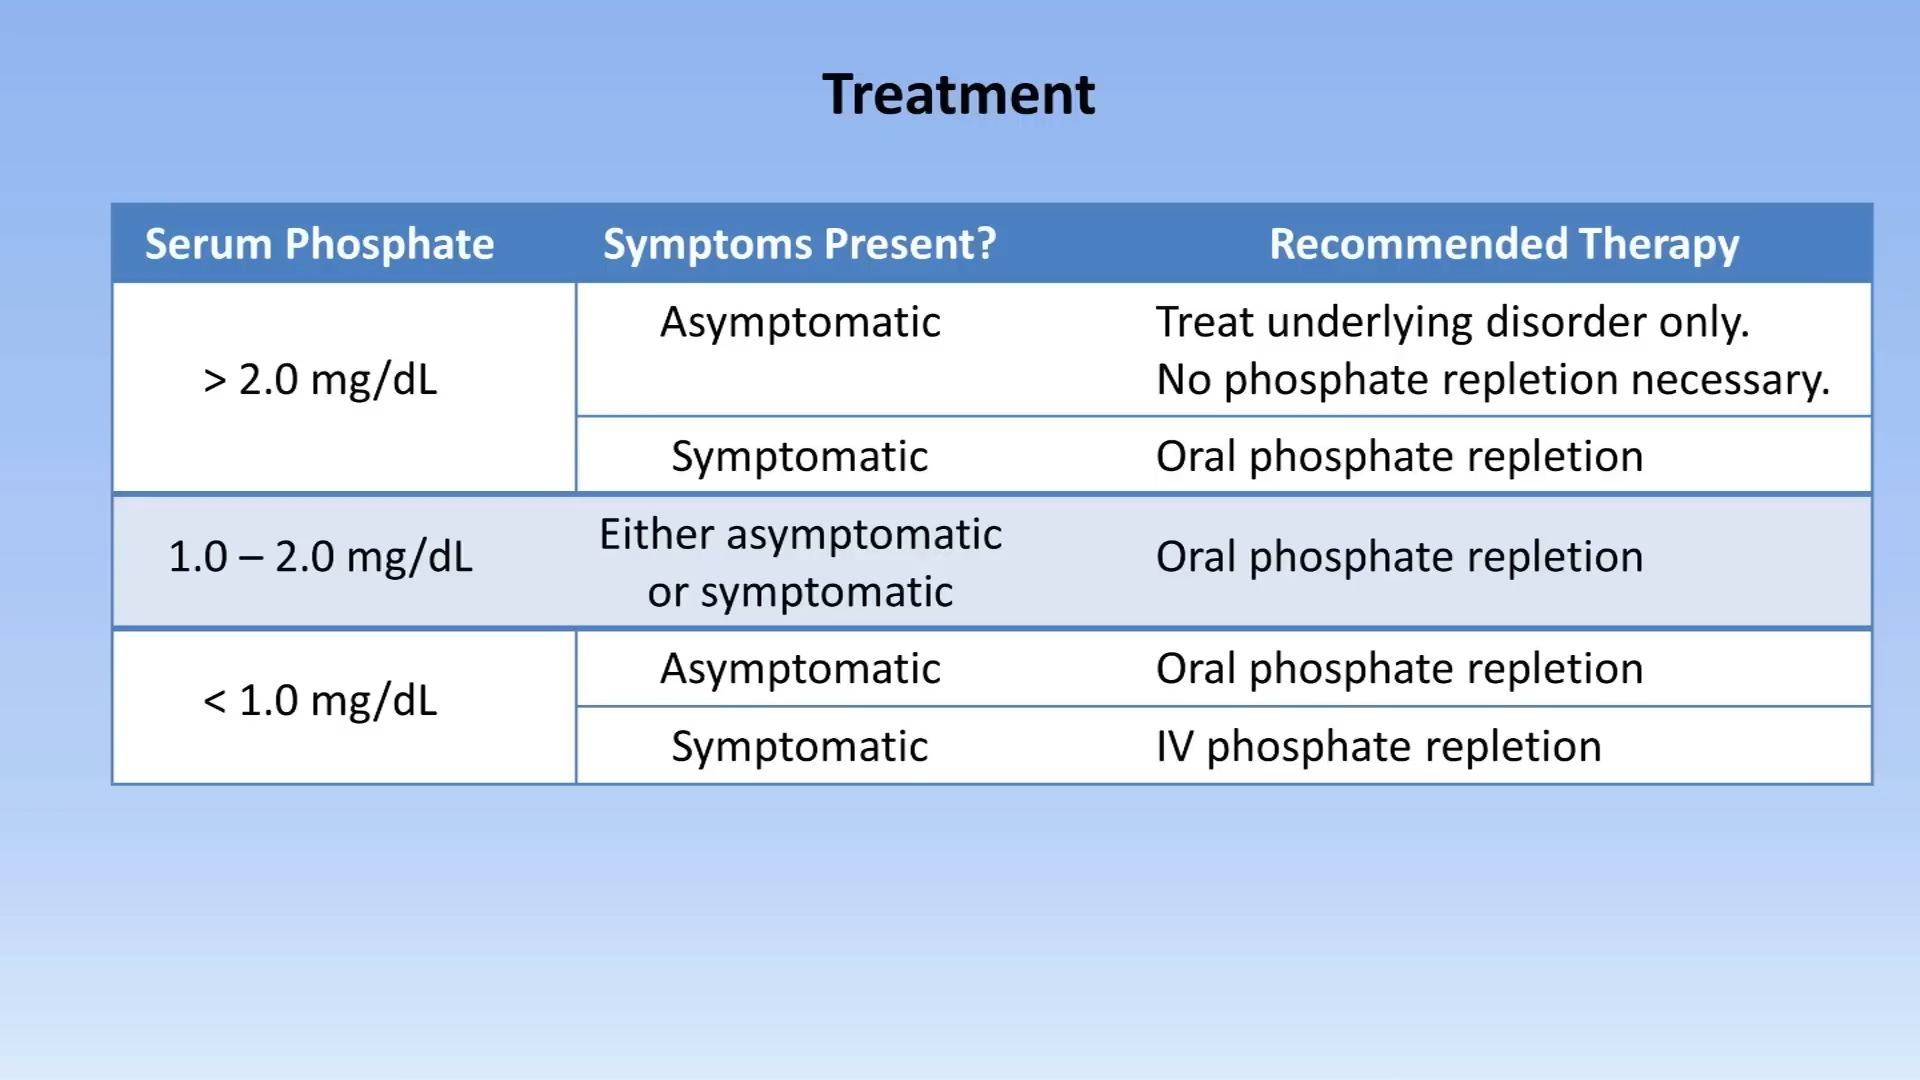 Treatment
Serum Phosphate Symptoms Present? Recommended Therapy
> 2.0 mg/dL
Asymptomatic
Treat underlying disorder only.
No phosphate repletion necessary.
Symptomatic
Oral phosphate repletion
1.0 – 2.0 mg/dL
Either asymptomatic
or symptomatic
Oral phosphate repletion
< 1.0 mg/dL
Asymptomatic
Oral phosphate repletion
Symptomatic
IV phosphate repletion